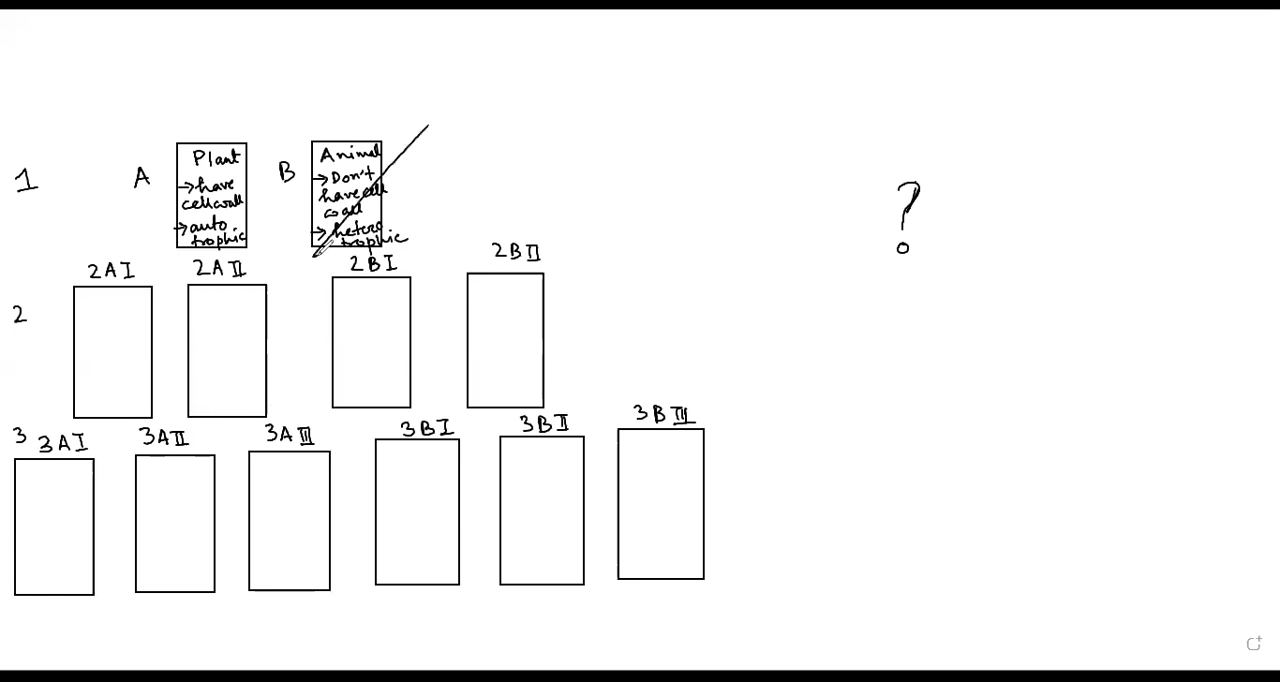 1
A
Plant
→have
cellwall
→auto
trophic
B
Animal
→Don't
have cell
wall
→hetero
trophic
?
2
2AI
2AII
2BI
2BII
3
3AI
3AII
3AIII
3BI
3BII
3BIII